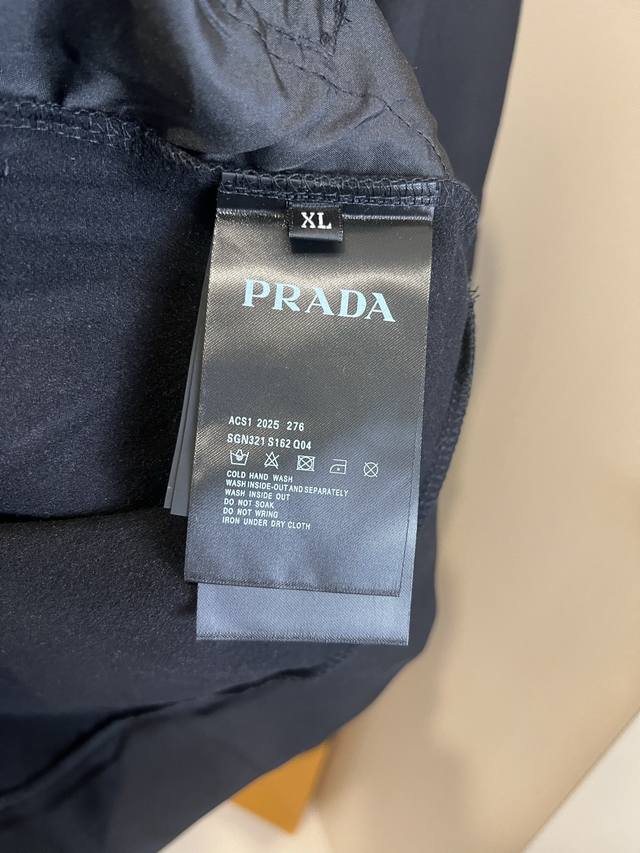 XL
PRADA
ACS1 2025 276
SGN321 S162 Q04
COLD HAND WASH
WASH INSIDE-OUT AND SEPARATELY
WASH INSIDE OUT
DO NOT SOAK
DO NOT WRING
IRON UNDER DRY CLOTH